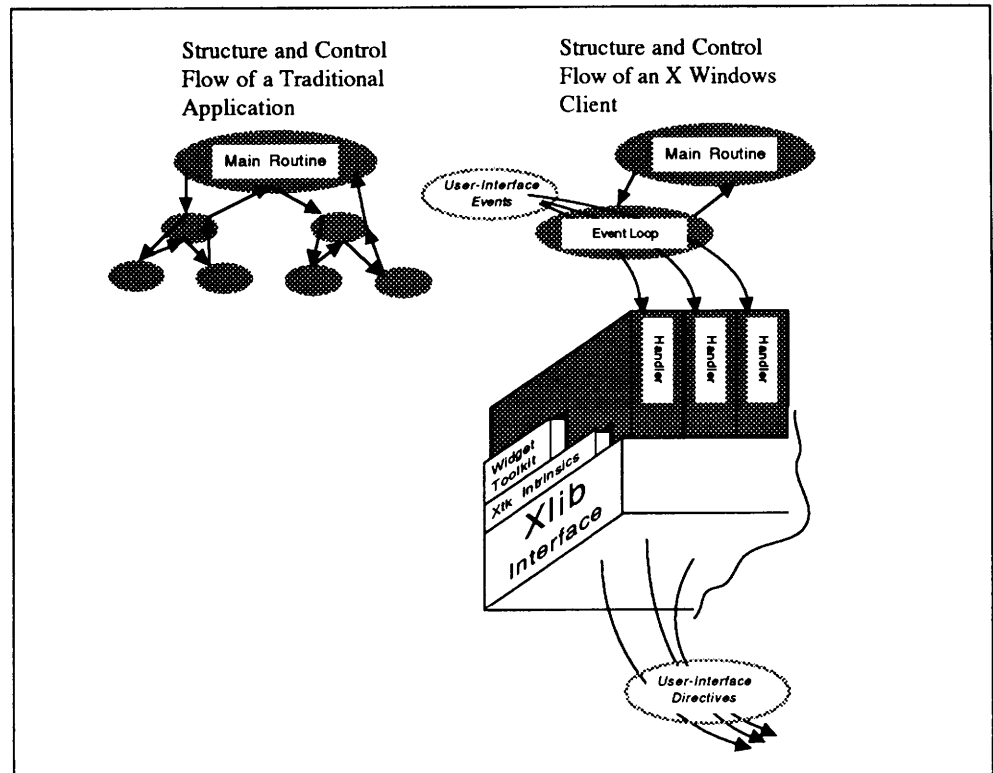 Structure and Control
Flow of a Traditional
Application
Main Routine
Structure and Control
Flow of an X Windows
Client
Main Routine
User-Interface
Events
Event Loop
Handler
Handler
Handler
Widget
Toolkit
Xtk Intrinsics
Xlib
Interface
User-Interface
Directives